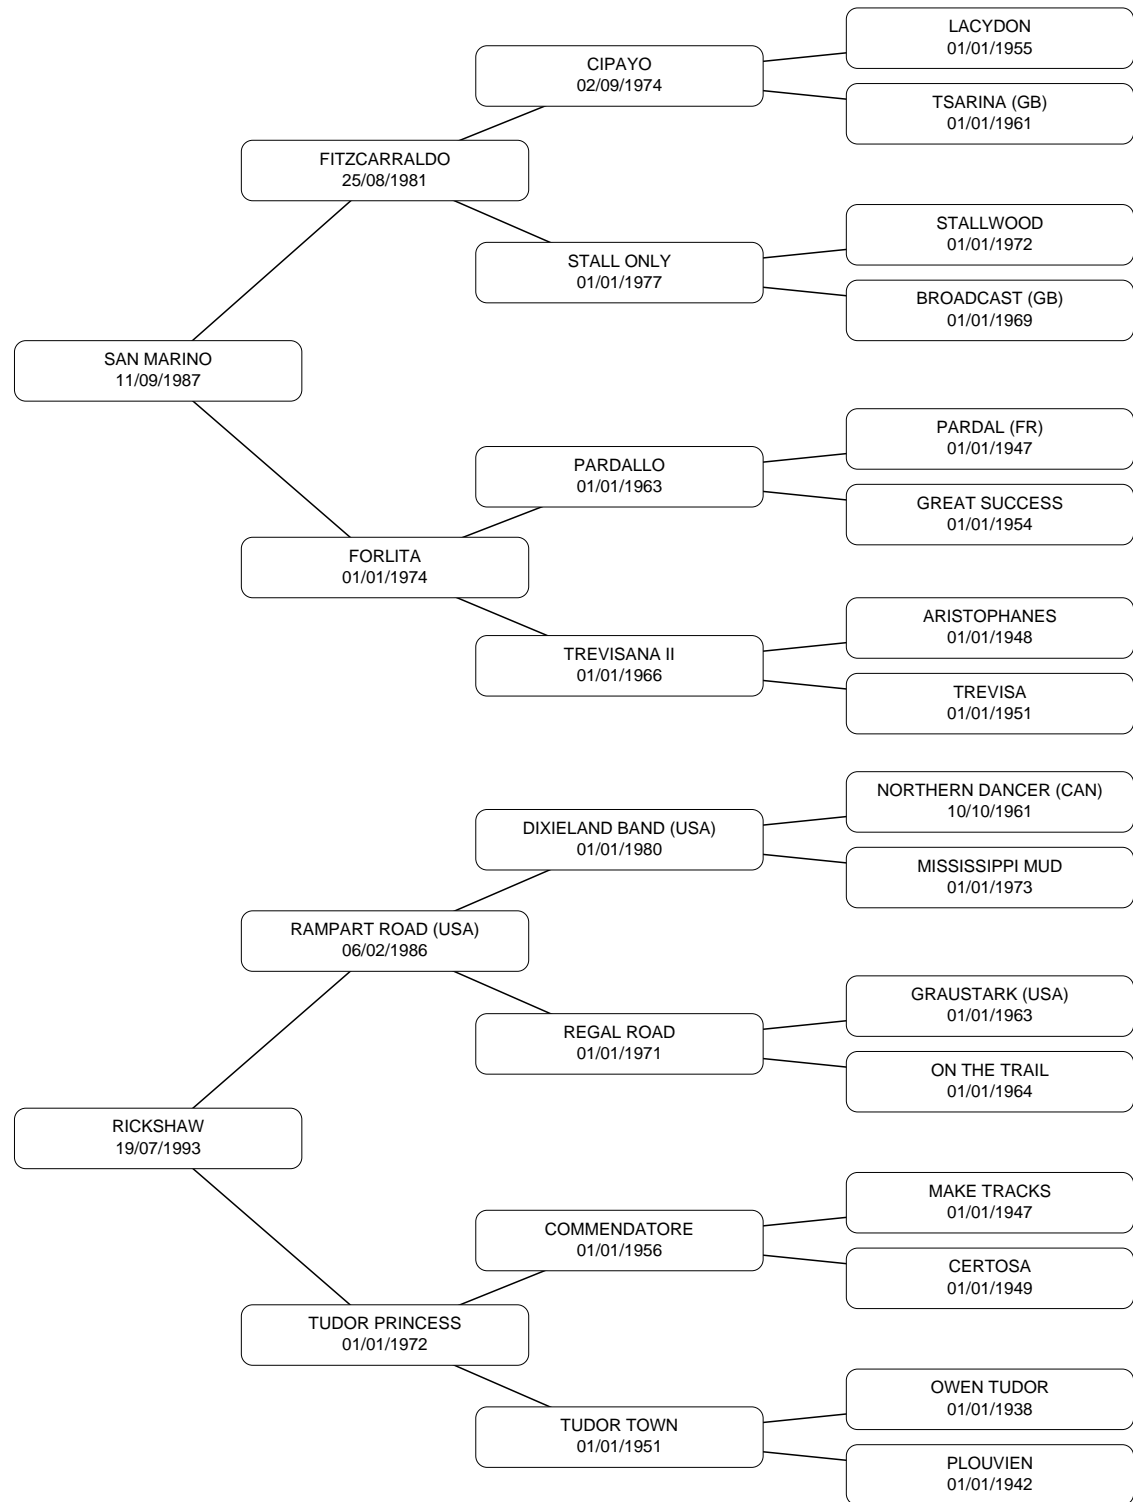 LACYDON
01/01/1955
CIPAYO
02/09/1974
TSARINA (GB)
01/01/1961
FITZCARRALDO
25/08/1981
STALLWOOD
01/01/1972
STALL ONLY
01/01/1977
BROADCAST (GB)
01/01/1969
SAN MARINO
11/09/1987
PARDAL (FR)
01/01/1947
PARDALLO
01/01/1963
GREAT SUCCESS
01/01/1954
FORLITA
01/01/1974
ARISTOPHANES
01/01/1948
TREVISANA II
01/01/1966
TREVISA
01/01/1951
NORTHERN DANCER (CAN)
10/10/1961
DIXIELAND BAND (USA)
01/01/1980
MISSISSIPPI MUD
01/01/1973
RAMPART ROAD (USA)
06/02/1986
GRAUSTARK (USA)
01/01/1963
REGAL ROAD
01/01/1971
ON THE TRAIL
01/01/1964
RICKSHAW
19/07/1993
MAKE TRACKS
01/01/1947
COMMENDATORE
01/01/1956
CERTOSA
01/01/1949
TUDOR PRINCESS
01/01/1972
OWEN TUDOR
01/01/1938
TUDOR TOWN
01/01/1951
PLOUVIEN
01/01/1942